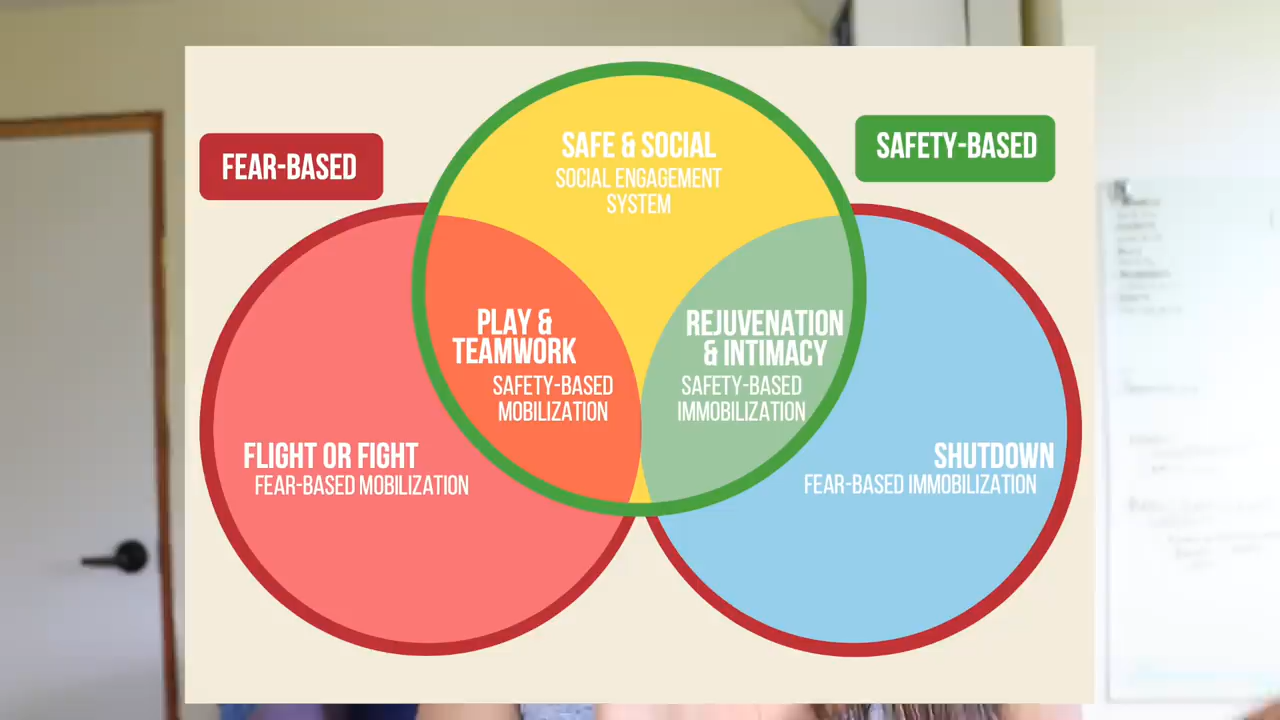 FEAR-BASED
SAFETY-BASED
SAFE & SOCIAL
SOCIAL ENGAGEMENT
SYSTEM
PLAY &
TEAMWORK
SAFETY-BASED
MOBILIZATION
REJUVENATION
& INTIMACY
SAFETY-BASED
IMMOBILIZATION
FLIGHT OR FIGHT
FEAR-BASED MOBILIZATION
SHUTDOWN
FEAR-BASED IMMOBILIZATION